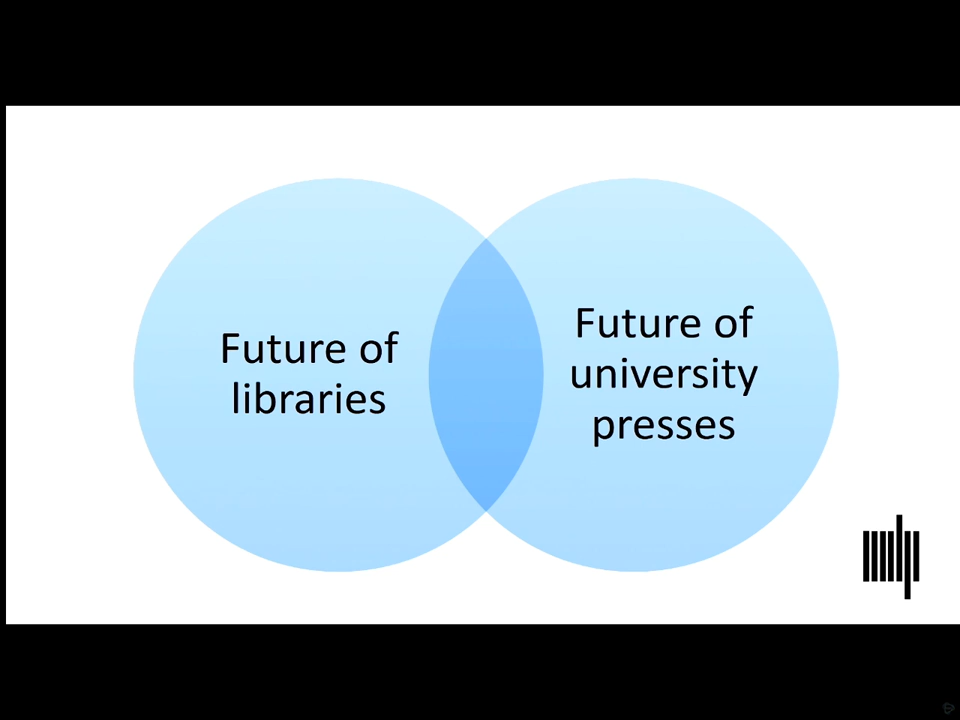 Future of
libraries
Future of
university
presses